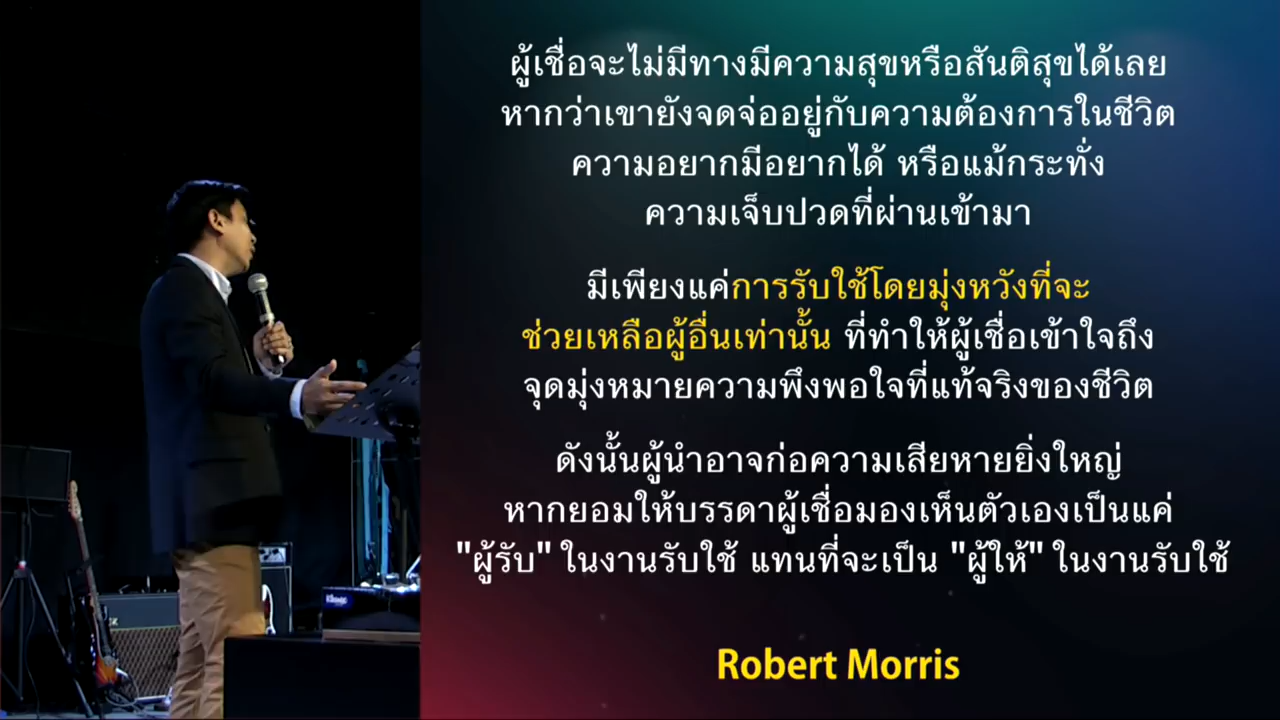 ผู้เชื่อจะไม่มีทางมีความสุขหรือสันติสุขได้เลย
หากว่าเขายังจดจ่ออยู่กับความต้องการในชีวิต
ความอยากมีอยากได้ หรือแม้กระทั่ง
ความเจ็บปวดที่ผ่านเข้ามา
มีเพียงแค่การรับใช้โดยมุ่งหวังที่จะ
ช่วยเหลือผู้อื่นเท่านั้น ที่ทำให้ผู้เชื่อเข้าใจถึง
จุดมุ่งหมายความพึงพอใจที่แท้จริงของชีวิต
ดังนั้นผู้นำอาจก่อความเสียหายยิ่งใหญ่
หากยอมให้บรรดาผู้เชื่อมองเห็นตัวเองเป็นแค่
"ผู้รับ" ในงานรับใช้ แทนที่จะเป็น "ผู้ให้" ในงานรับใช้
Robert Morris